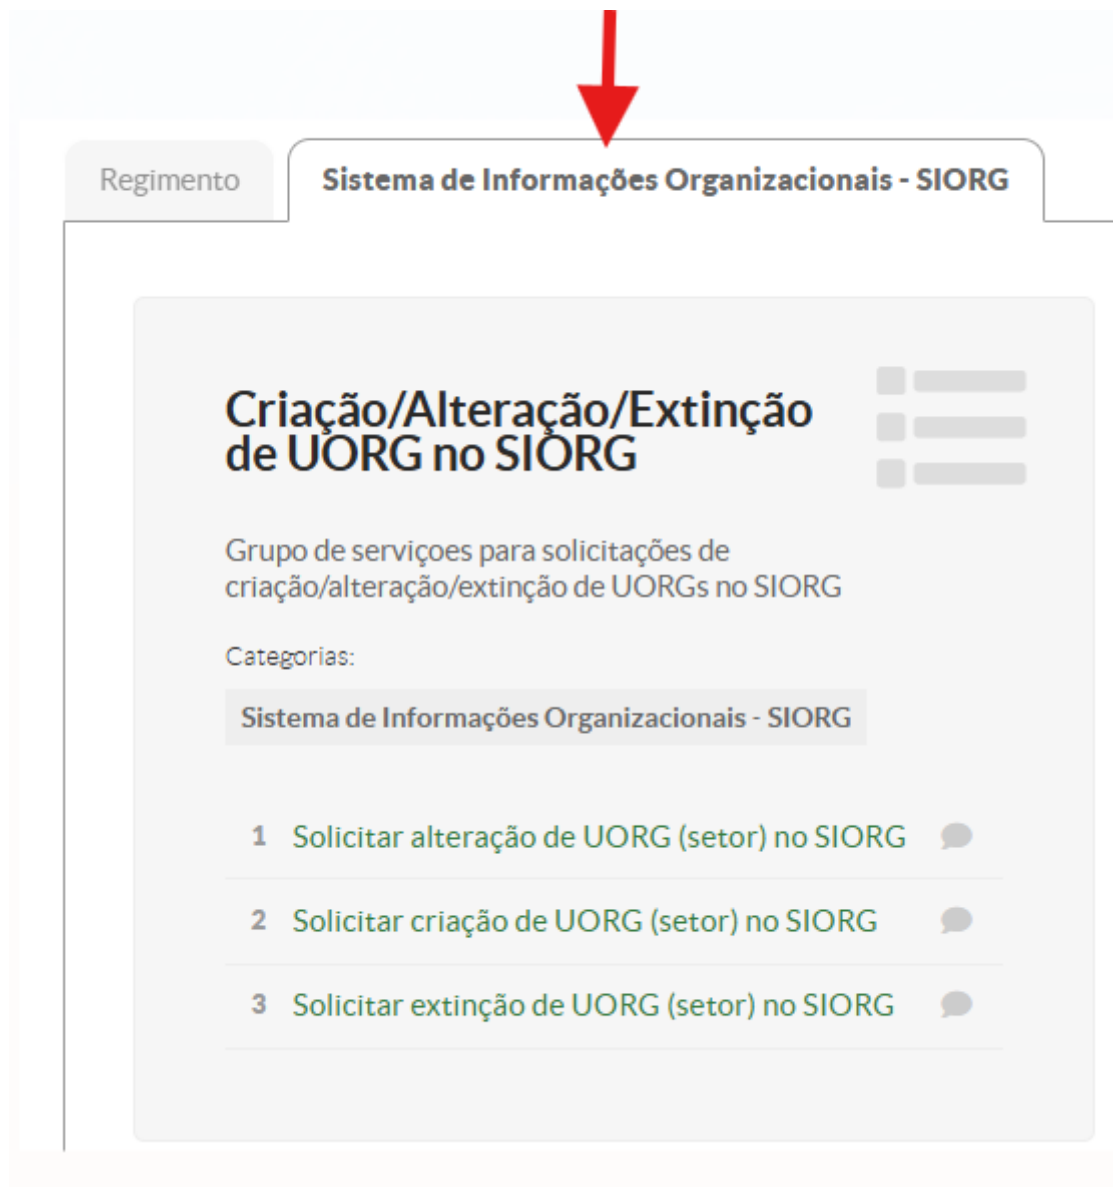 Regimento
Sistema de Informações Organizacionais - SIORG
Criação/Alteração/Extinção
de UORG no SIORG
Grupo de serviçoes para solicitações de
criação/alteração/extinção de UORGs no SIORG
Categorias:
Sistema de Informações Organizacionais - SIORG
1 Solicitar alteração de UORG (setor) no SIORG
2 Solicitar criação de UORG (setor) no SIORG
3 Solicitar extinção de UORG (setor) no SIORG